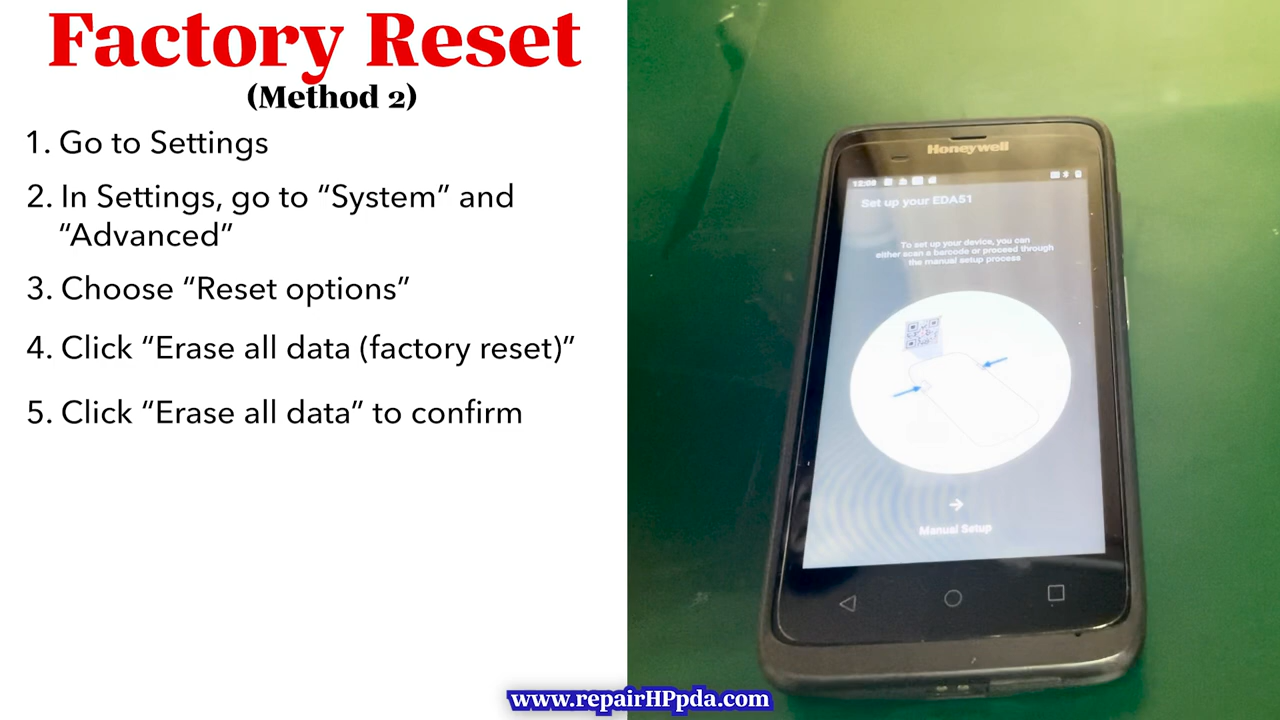 Factory Reset
(Method 2)
1. Go to Settings
2. In Settings, go to “System” and
“Advanced”
3. Choose “Reset options”
4. Click “Erase all data (factory reset)”
5. Click “Erase all data” to confirm
Honeywell
12:08
Set up your EDA51
To set up your device, you can
either scan a barcode or proceed through
the manual setup process
Manual Setup
www.repairHPpda.com